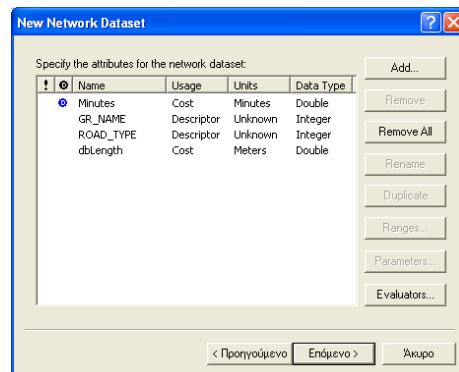 New Network Dataset
Specify the attributes for the network dataset:
! Name Usage Units Data Type
Minutes Cost Minutes Double
GR_NAME Descriptor Unknown Integer
ROAD_TYPE Descriptor Unknown Integer
dbLength Cost Meters Double
Add...
Remove
Remove All
Rename
Duplicate
Ranges...
Parameters...
Evaluators...
< Προηγούμενο
Επόμενο >
Άκυρο